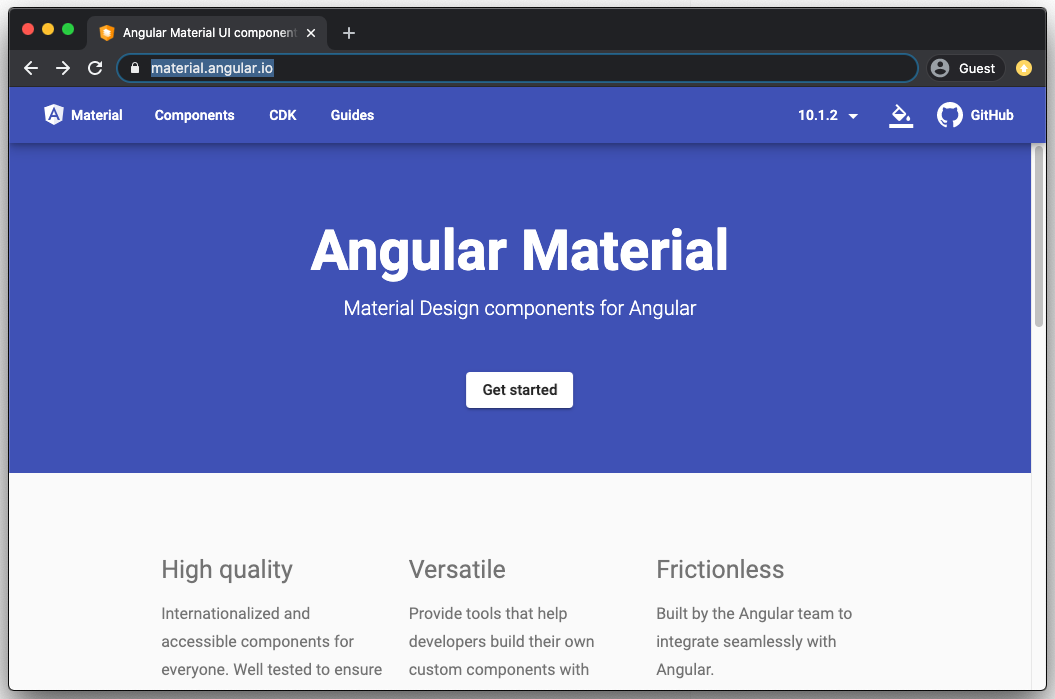 Angular Material UI component
material.angular.io
Guest
Material Components CDK Guides 10.1.2 GitHub
Angular Material
Material Design components for Angular
Get started
High quality
Internationalized and
accessible components for
everyone. Well tested to ensure
Versatile
Provide tools that help
developers build their own
custom components with
Frictionless
Built by the Angular team to
integrate seamlessly with
Angular.